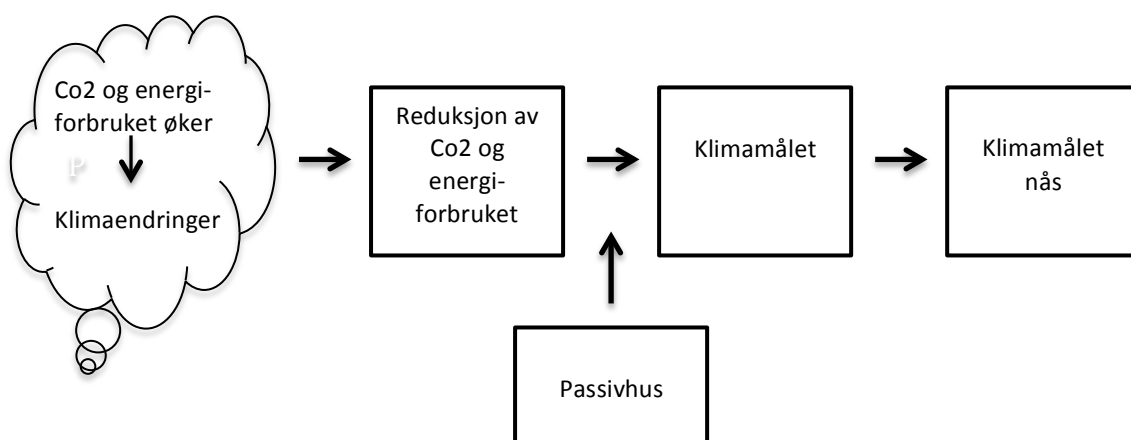 Co2 og energi-
forbruket øker
P
Klimaendringer
Reduksjon av
Co2 og
energi-
forbruket
Klimamålet
Klimamålet
nås
Passivhus